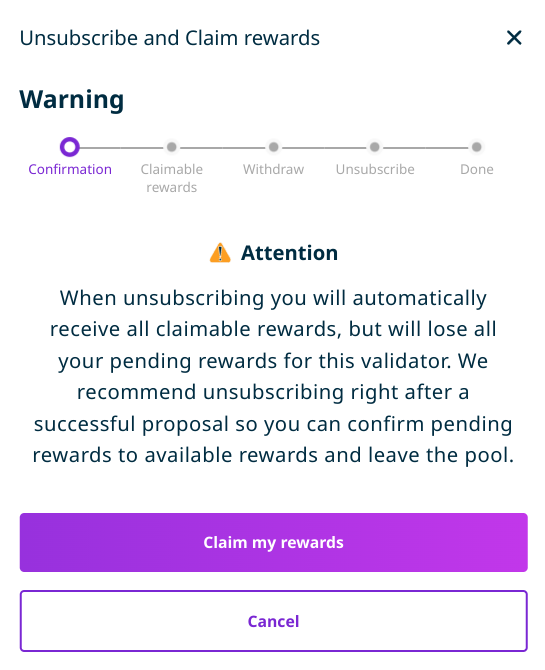 Unsubscribe and Claim rewards
Warning
Confirmation
Claimable
rewards
Withdraw
Unsubscribe
Done
Attention
When unsubscribing you will automatically
receive all claimable rewards, but will lose all
your pending rewards for this validator. We
recommend unsubscribing right after a
successful proposal so you can confirm pending
rewards to available rewards and leave the pool.
Claim my rewards
Cancel